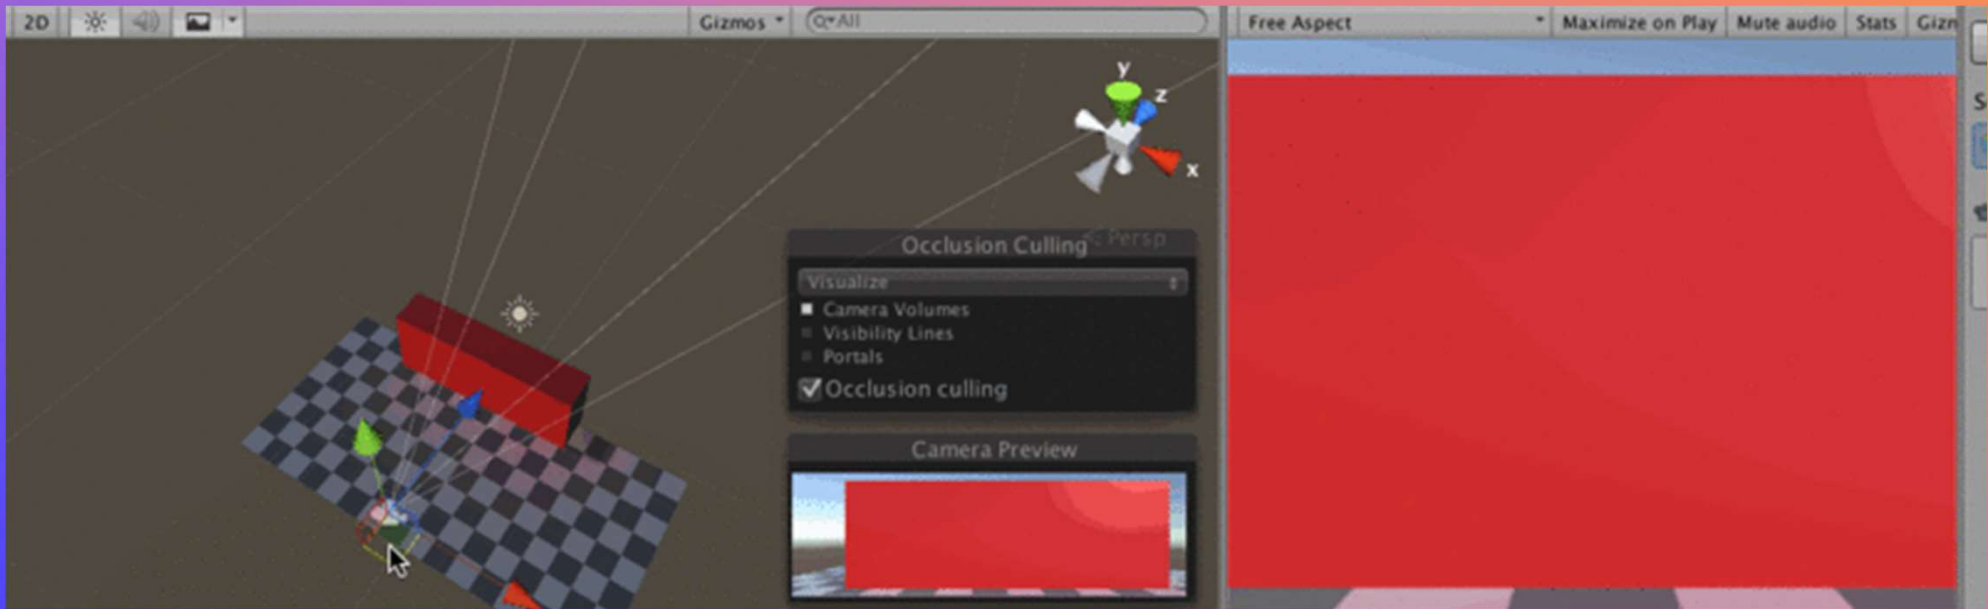 2D
Gizmos
All
Free Aspect
Maximize on Play
Mute audio
Stats
Gizn
y
z
x
S
Persp
Occlusion Culling
Visualize
Camera Volumes
Visibility Lines
Portals
Occlusion culling
Camera Preview